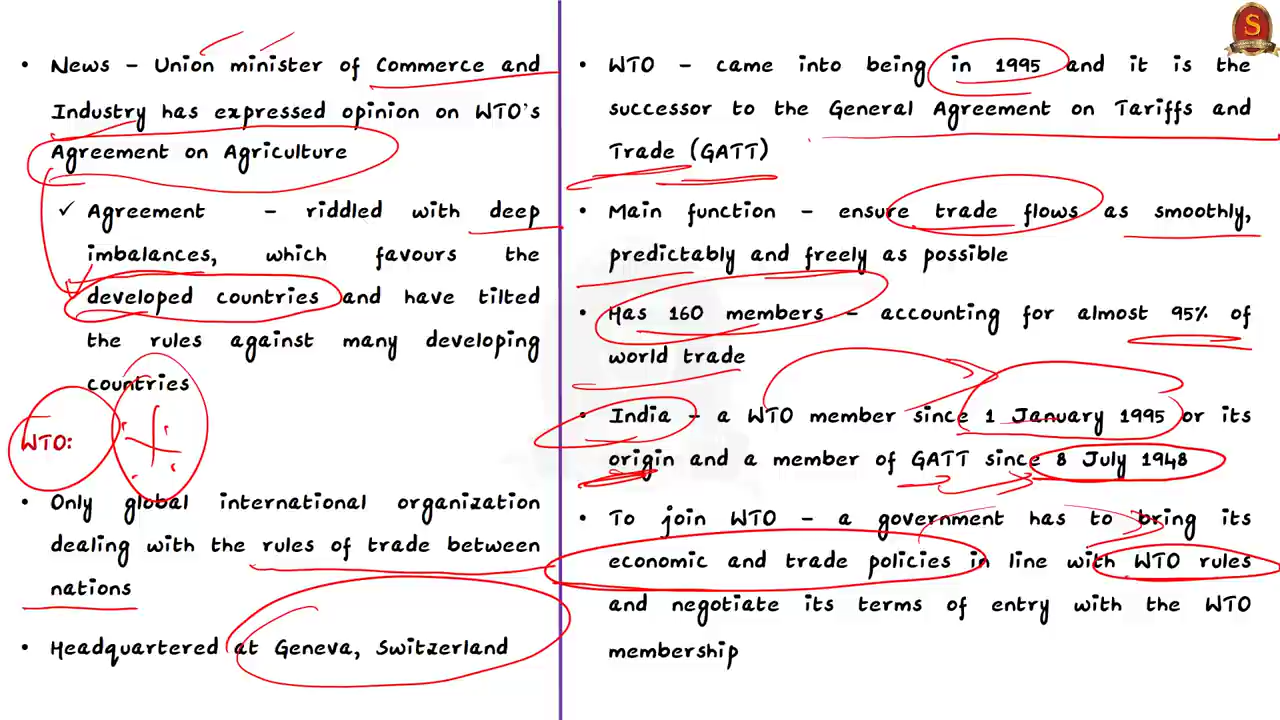 • News – Union minister of Commerce and
Industry has expressed opinion on WTO's
Agreement on Agriculture
✓ Agreement – riddled with deep
imbalances, which favours the
developed countries and have tilted
the rules against many developing
countries
WTO:
• Only global international organization
dealing with the rules of trade between
nations
• Headquartered at Geneva, Switzerland
• WTO – came into being in 1995 and it is the
successor to the General Agreement on Tariffs and
Trade (GATT)
• Main function – ensure trade flows as smoothly,
predictably and freely as possible
• Has 160 members – accounting for almost 95% of
world trade
• India – a WTO member since 1 January 1995 or its
origin and a member of GATT since 8 July 1948
• To join WTO – a government has to bring its
economic and trade policies in line with WTO rules
and negotiate its terms of entry with the WTO
membership
S